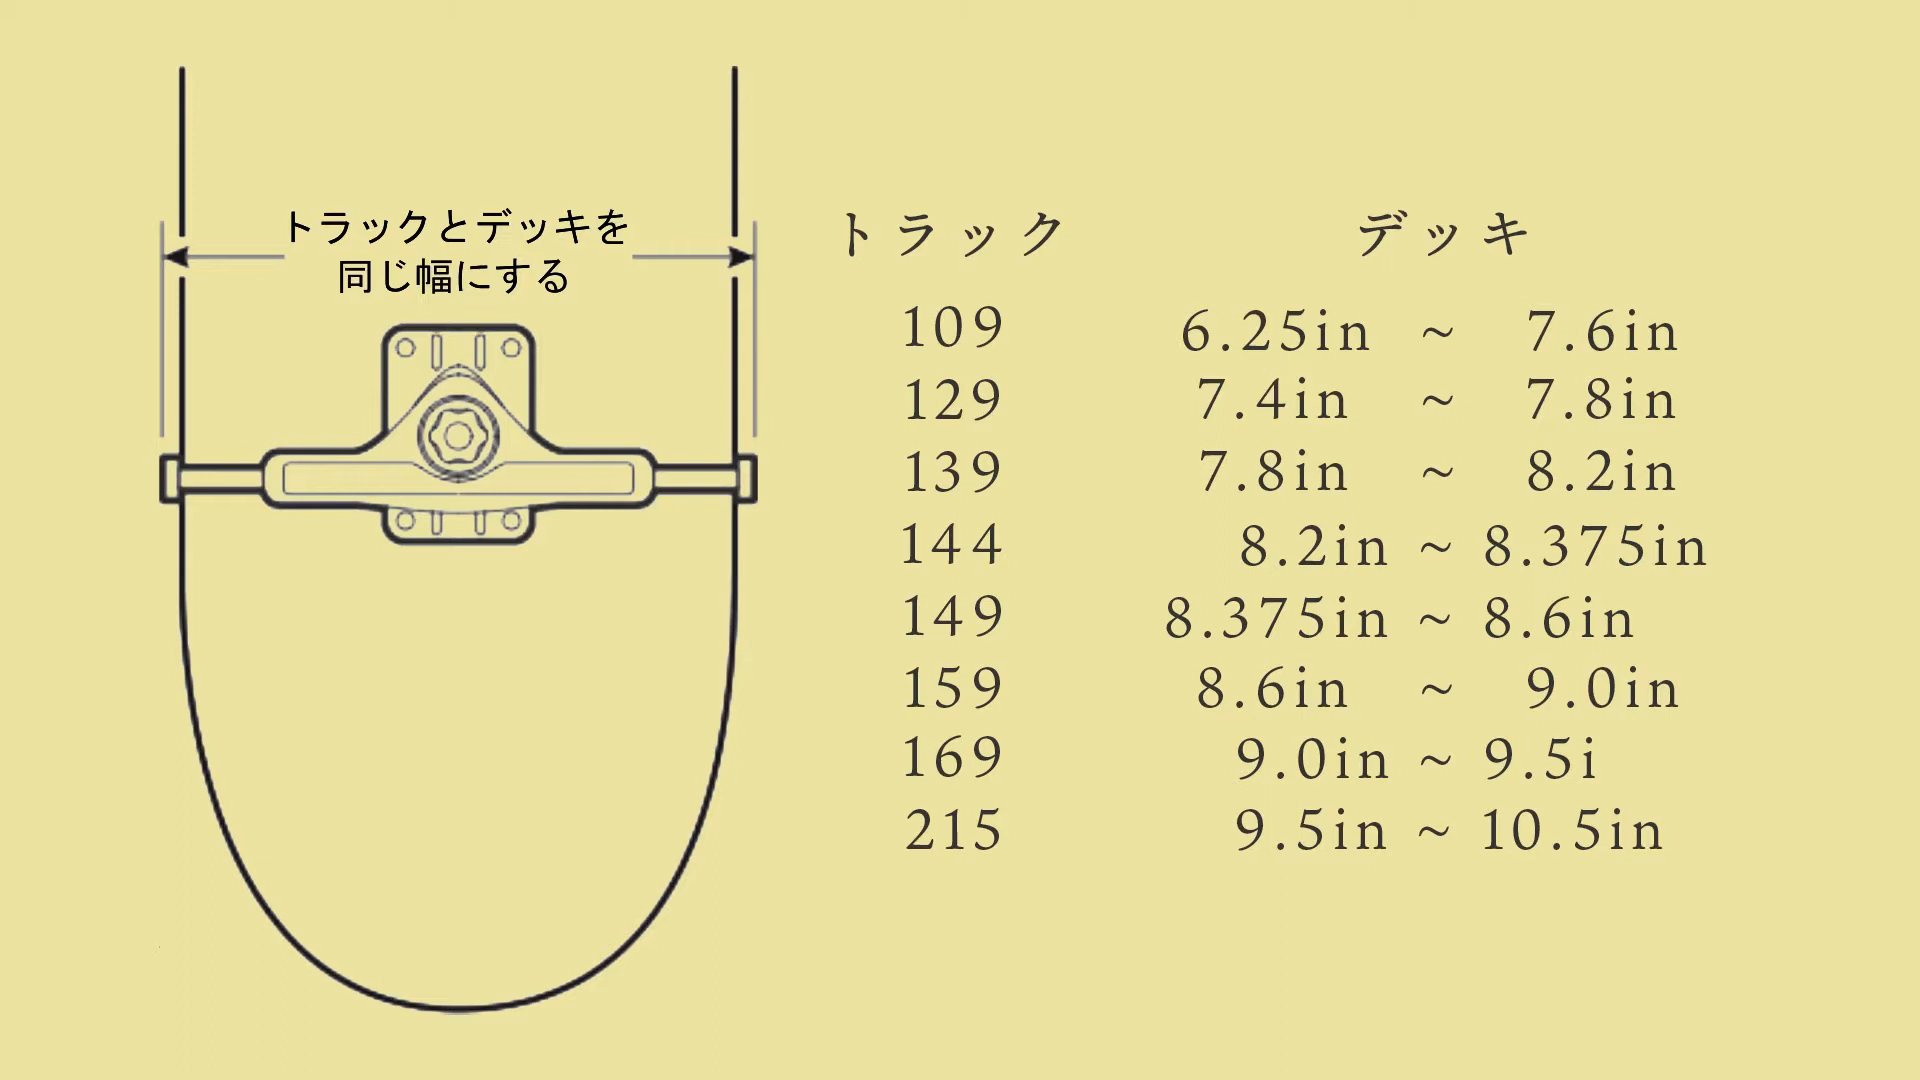 トラックとデッキを
同じ幅にする
トラック デッキ
109 6.25in ~ 7.6in
129 7.4in ~ 7.8in
139 7.8in ~ 8.2in
144 8.2in ~ 8.375in
149 8.375in ~ 8.6in
159 8.6in ~ 9.0in
169 9.0in ~ 9.5i
215 9.5in ~ 10.5in